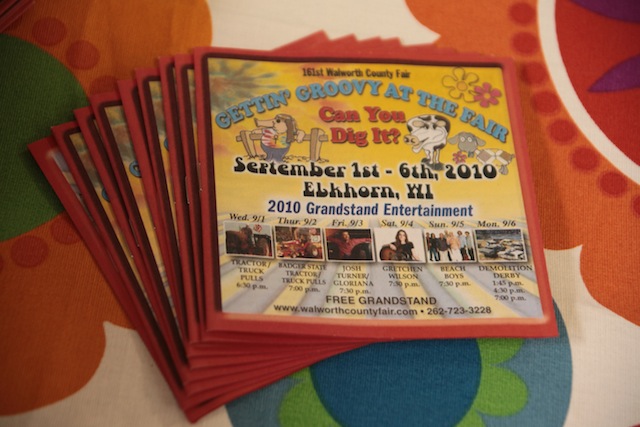 161st Walworth County Fair
GETTIN' GROOVY AT THE FAIR
Can You
Dig It?
September 1st - 6th, 2010
Elkhorn, WI
2010 Grandstand Entertainment
Wed. 9/1 Thur. 9/2 Fri. 9/3 Sat. 9/4 Sun. 9/5 Mon. 9/6
TRACTOR/ BADGER STATE JOSH GRETCHEN BEACH DEMOLITION
TRUCK TRACTOR/ TURNER/ WILSON BOYS DERBY
PULLS TRUCK PULLS GLORIANA 7:30 p.m. 7:30 p.m. 1:45 p.m.
6:30 p.m. 7:00 p.m. 7:30 p.m. 4:30 p.m.
7:00 p.m.
FREE GRANDSTAND
www.walworthcountyfair.com • 262-723-3228